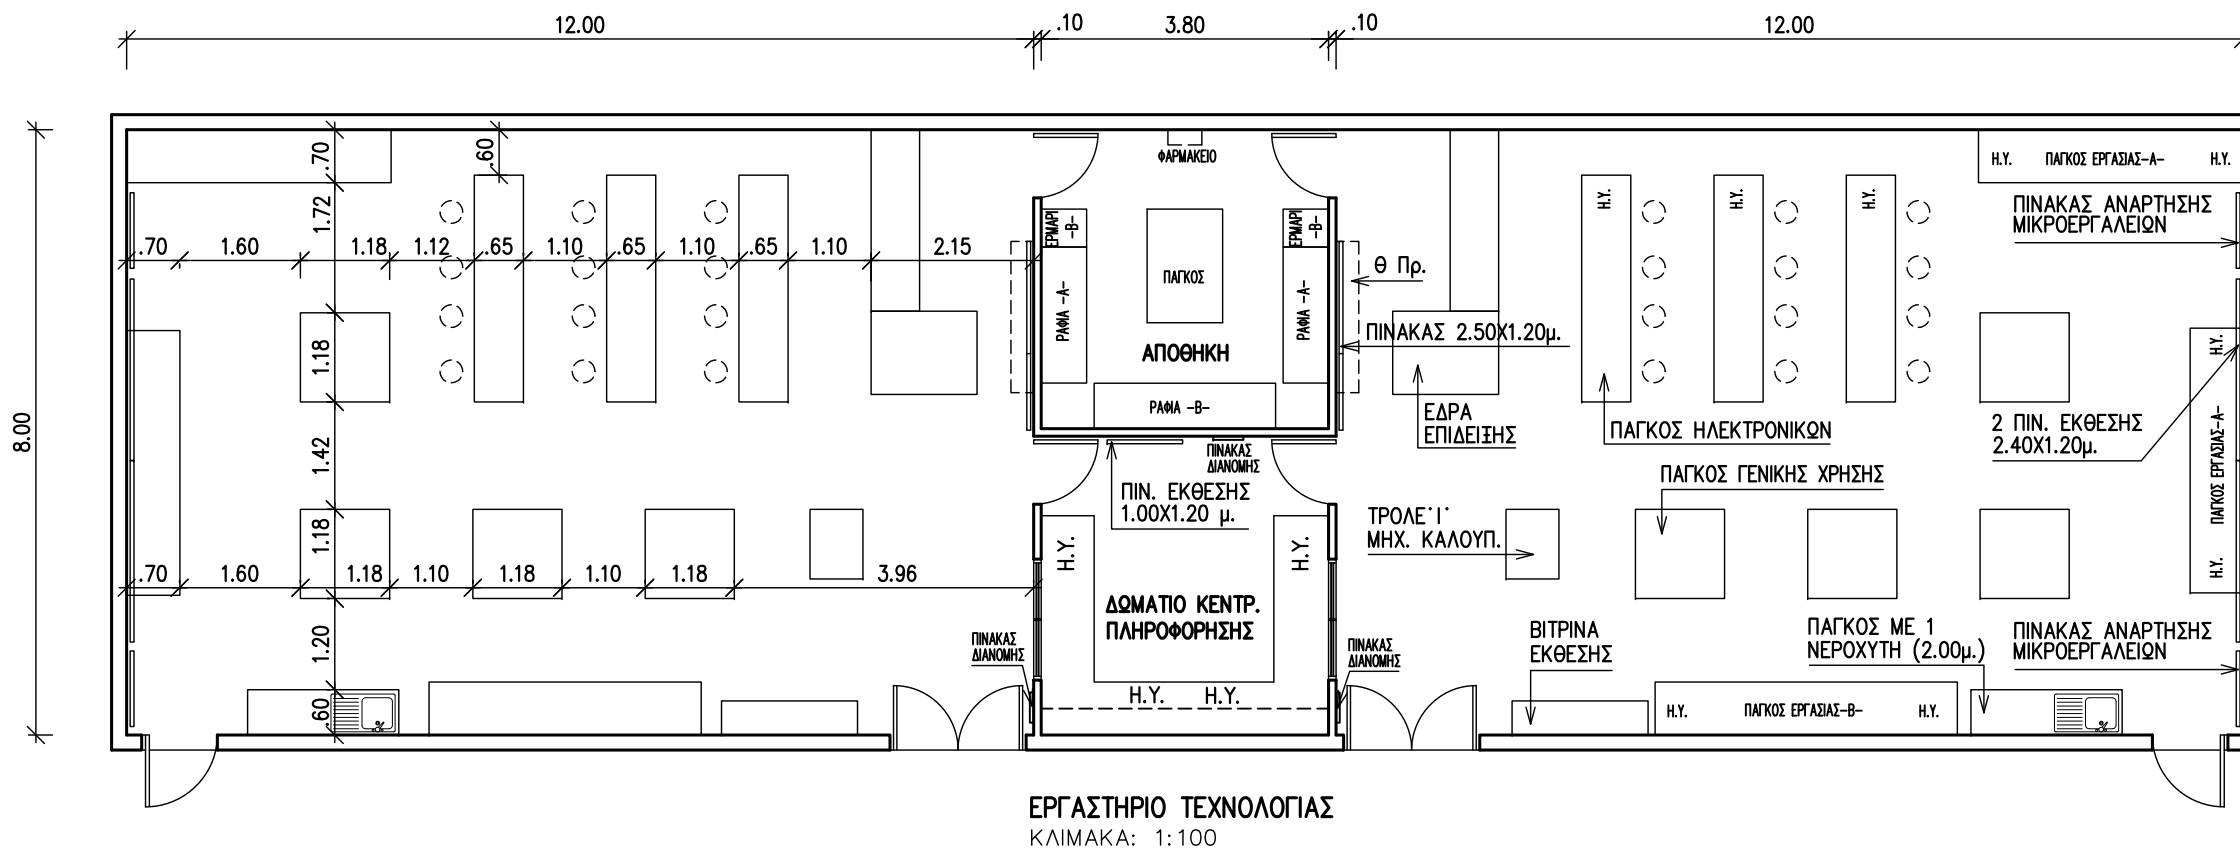 12.00
.10
3.80
.10
12.00
8.00
.70
1.72
1.18
1.42
1.18
1.20
.60
.60
.70
1.60
1.18
1.12
.65
1.10
.65
1.10
.65
1.10
2.15
.70
1.60
1.18
1.10
1.18
1.10
1.18
3.96
ΦΑΡΜΑΚΕΙΟ
ΕΡΜΑΡΙ
-Β-
ΡΑΦΙΑ -Α-
ΠΑΓΚΟΣ
ΕΡΜΑΡΙ
-Β-
ΡΑΦΙΑ -Α-
ΑΠΟΘΗΚΗ
ΡΑΦΙΑ -Β-
ΠΙΝΑΚΑΣ
ΔΙΑΝΟΜΗΣ
ΠΙΝ. ΕΚΘΕΣΗΣ
1.00Χ1.20 μ.
Η.Υ.
Η.Υ.
ΔΩΜΑΤΙΟ ΚΕΝΤΡ.
ΠΛΗΡΟΦΟΡΗΣΗΣ
Η.Υ.
Η.Υ.
ΠΙΝΑΚΑΣ
ΔΙΑΝΟΜΗΣ
ΠΙΝΑΚΑΣ
ΔΙΑΝΟΜΗΣ
Θ Πρ.
ΠΙΝΑΚΑΣ 2.50Χ1.20μ.
ΕΔΡΑ
ΕΠΙΔΕΙΞΗΣ
Η.Υ.
Η.Υ.
Η.Υ.
ΠΑΓΚΟΣ ΗΛΕΚΤΡΟΝΙΚΩΝ
ΠΑΓΚΟΣ ΓΕΝΙΚΗΣ ΧΡΗΣΗΣ
ΤΡΟΛΕ˙Ι˙
ΜΗΧ. ΚΑΛΟΥΠ.
Η.Υ.
ΠΑΓΚΟΣ ΕΡΓΑΣΙΑΣ-Α-
Η.Υ.
ΠΙΝΑΚΑΣ ΑΝΑΡΤΗΣΗΣ
ΜΙΚΡΟΕΡΓΑΛΕΙΩΝ
2 ΠΙΝ. ΕΚΘΕΣΗΣ
2.40Χ1.20μ.
Η.Υ.
ΠΑΓΚΟΣ ΕΡΓΑΣΙΑΣ-Α-
Η.Υ.
ΒΙΤΡΙΝΑ
ΕΚΘΕΣΗΣ
ΠΑΓΚΟΣ ΜΕ 1
ΝΕΡΟΧΥΤΗ (2.00μ.)
ΠΙΝΑΚΑΣ ΑΝΑΡΤΗΣΗΣ
ΜΙΚΡΟΕΡΓΑΛΕΙΩΝ
Η.Υ.
ΠΑΓΚΟΣ ΕΡΓΑΣΙΑΣ-Β-
Η.Υ.
ΕΡΓΑΣΤΗΡΙΟ ΤΕΧΝΟΛΟΓΙΑΣ
ΚΛΙΜΑΚΑ: 1:100